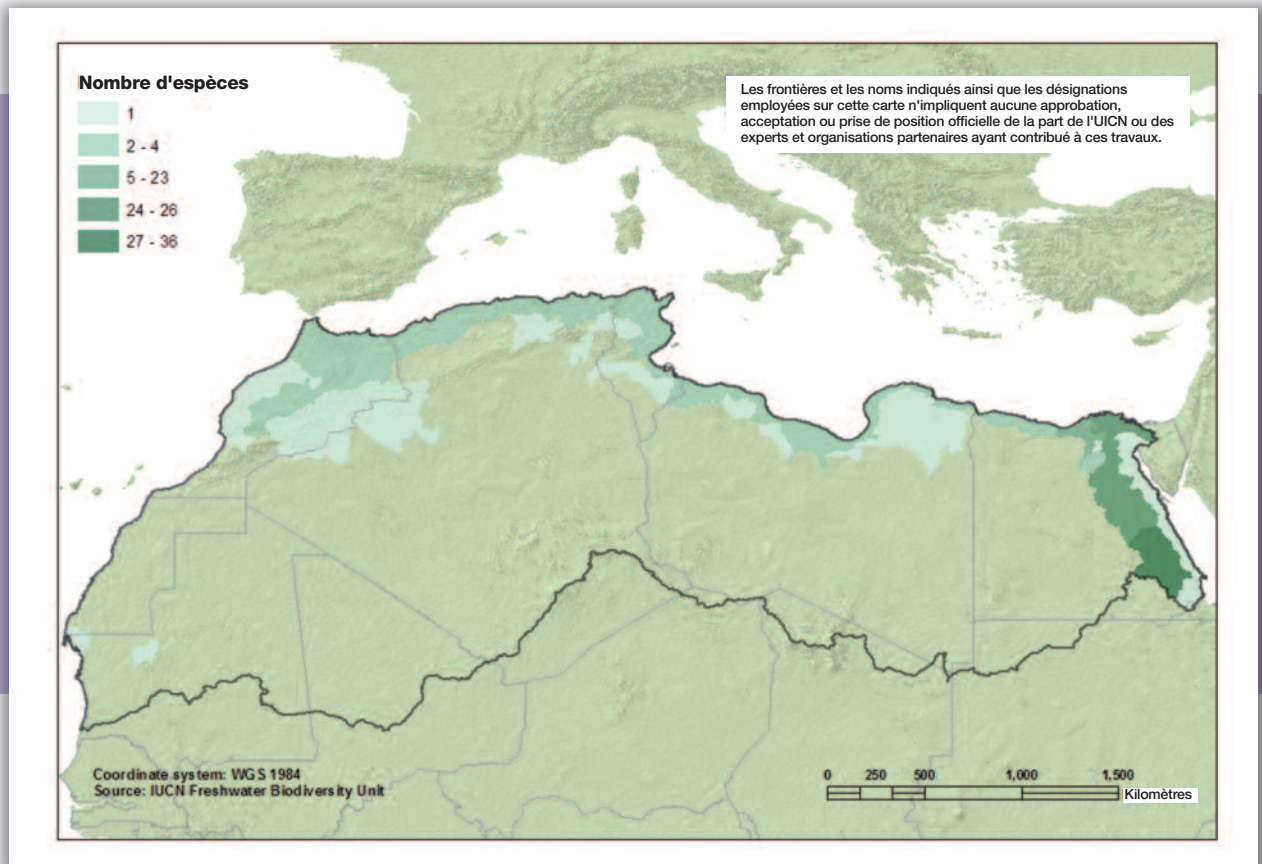 Nombre d'espèces
1
2 - 4
5 - 23
24 - 26
27 - 36
Les frontières et les noms indiqués ainsi que les désignations
employées sur cette carte n'impliquent aucune approbation,
acceptation ou prise de position officielle de la part de l'UICN ou des
experts et organisations partenaires ayant contribué à ces travaux.
Coordinate system: WGS 1984
Source: IUCN Freshwater Biodiversity Unit
0 250 500 1,000 1,500
Kilomètres